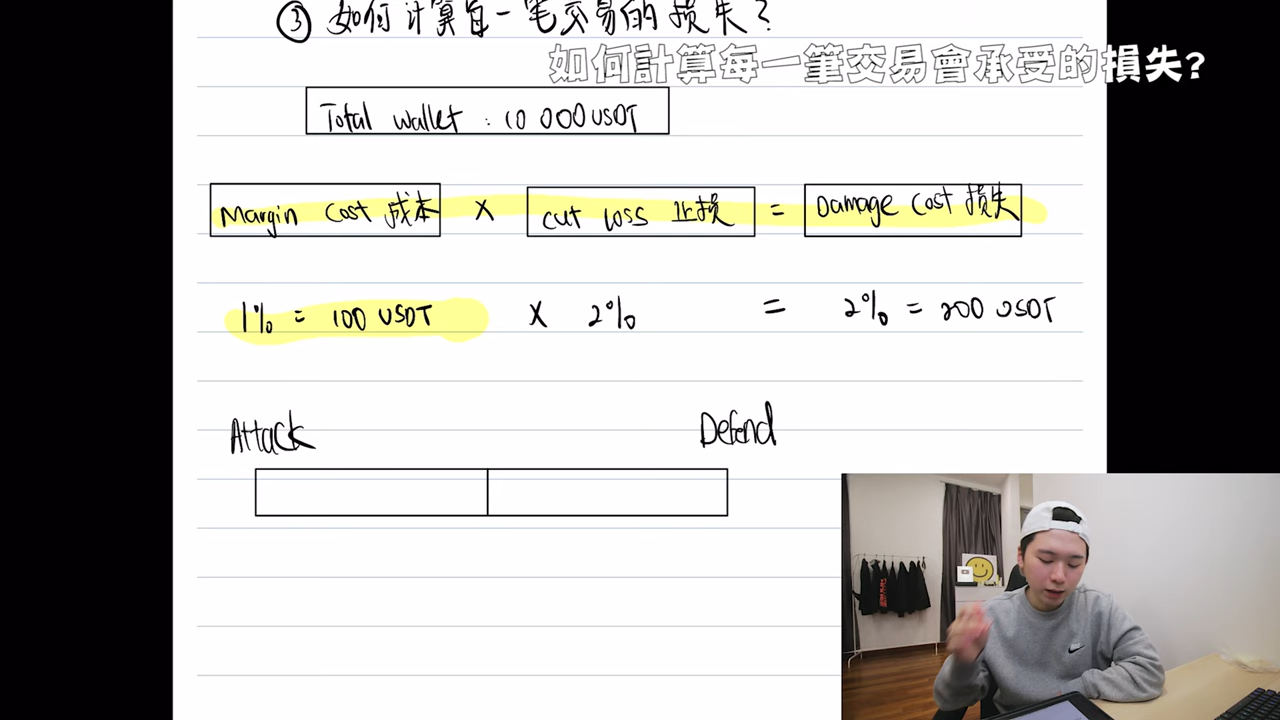 ③ 如何计算每一笔交易的损失?
如何計算每一筆交易會承受的損失?
Total wallet : 10 000 USDT
Margin Cost 成本 x cut loss 止损 = Damage Cost 损失
1% = 100 USDT x 2% = 2% = 200 USDT
Attack Defend